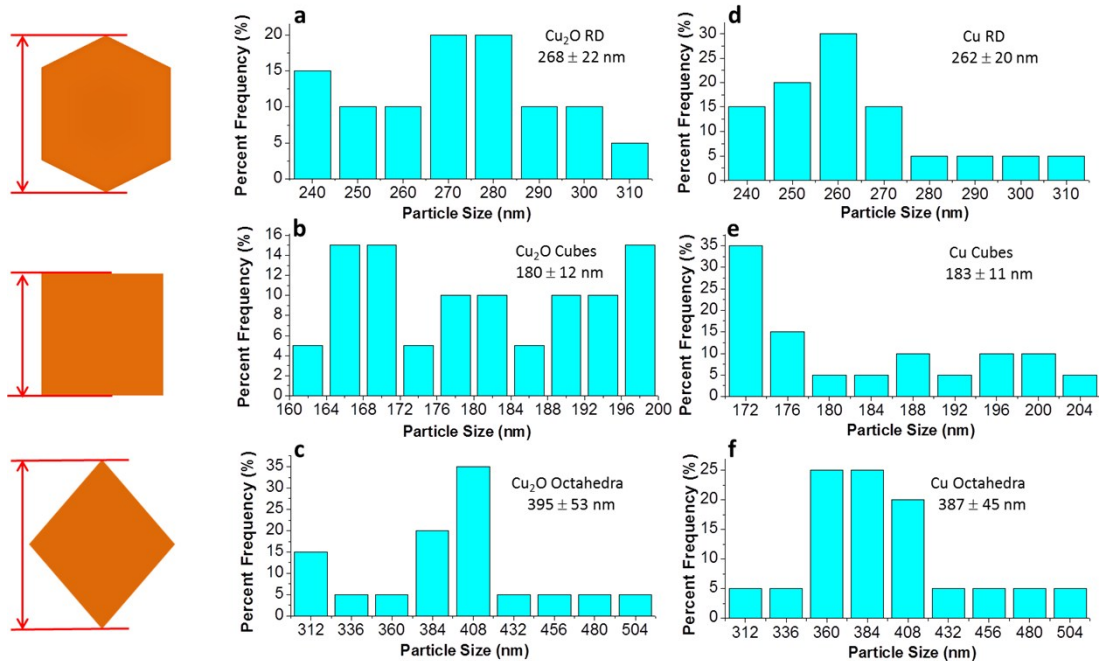 a
Cu₂O RD
268 ± 22 nm
Percent Frequency (%)
20
15
10
5
0
240 250 260 270 280 290 300 310
Particle Size (nm)
d
Cu RD
262 ± 20 nm
Percent Frequency (%)
30
25
20
15
10
5
0
240 250 260 270 280 290 300 310
Particle Size (nm)
b
Cu₂O Cubes
180 ± 12 nm
Percent Frequency (%)
16
14
12
10
8
6
4
2
0
160 164 168 172 176 180 184 188 192 196 200
Particle Size (nm)
e
Cu Cubes
183 ± 11 nm
Percent Frequency (%)
35
30
25
20
15
10
5
0
172 176 180 184 188 192 196 200 204
Particle Size (nm)
c
Cu₂O Octahedra
395 ± 53 nm
Percent Frequency (%)
35
30
25
20
15
10
5
0
312 336 360 384 408 432 456 480 504
Particle Size (nm)
f
Cu Octahedra
387 ± 45 nm
Percent Frequency (%)
25
20
15
10
5
0
312 336 360 384 408 432 456 480 504
Particle Size (nm)